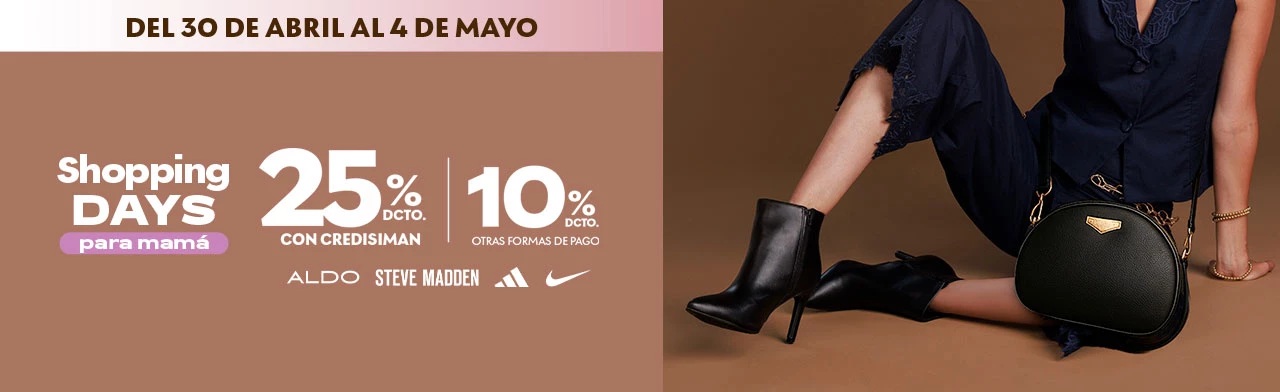 DEL 30 DE ABRIL AL 4 DE MAYO
Shopping
DAYS
para mamá
25%
DCTO.
CON CREDISIMAN
10%
DCTO.
OTRAS FORMAS DE PAGO
ALDO STEVE MADDEN